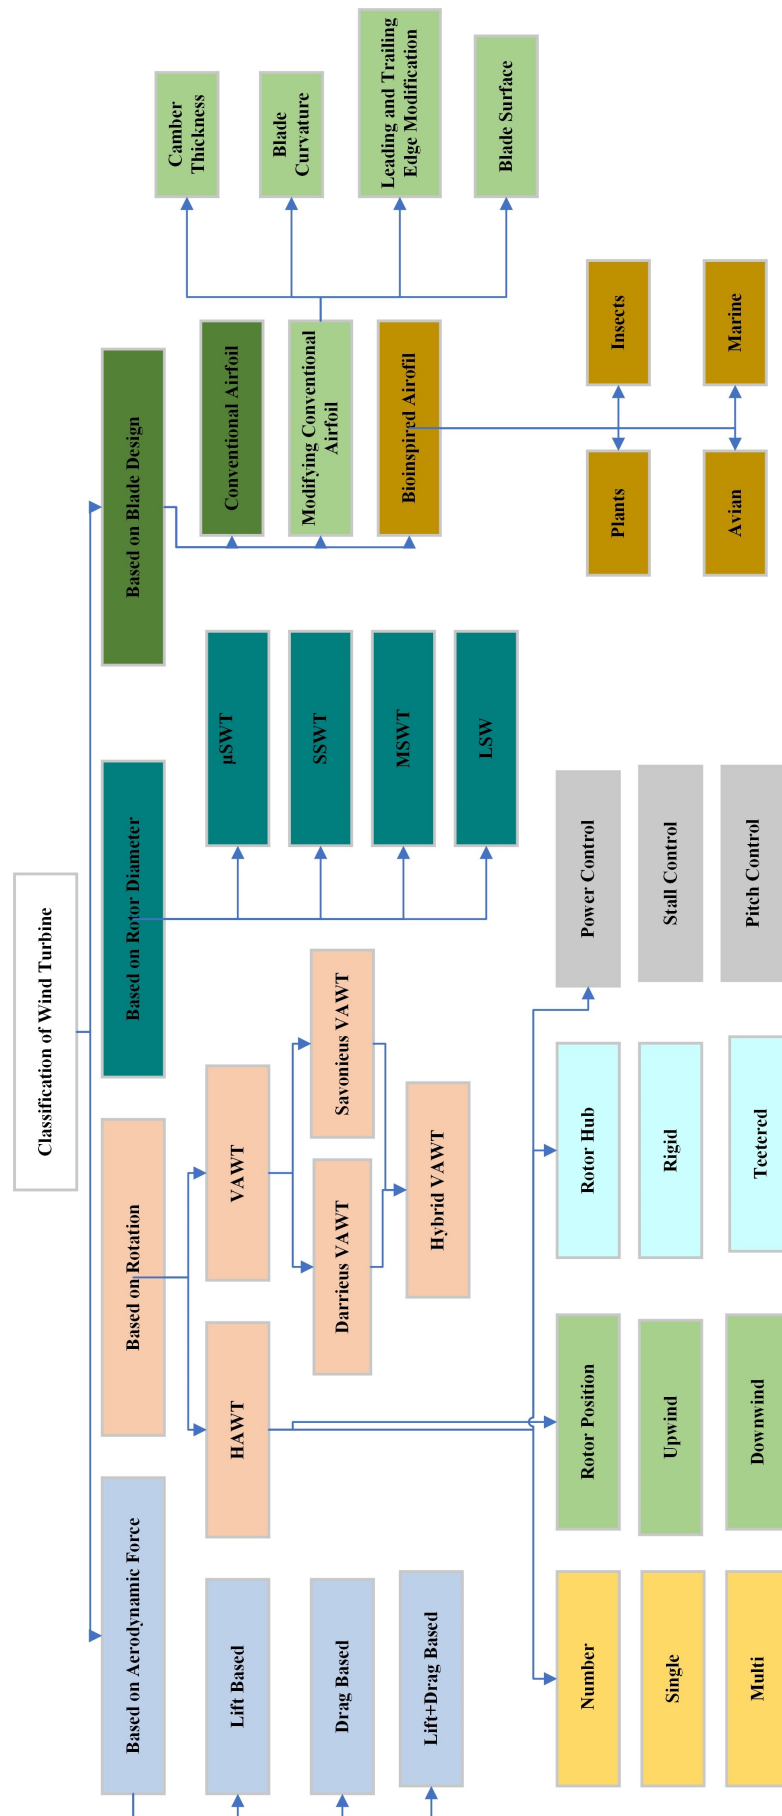 Classification of Wind Turbine
Based on Aerodynamic Force
Based on Rotation
Based on Rotor Diameter
Based on Blade Design
Lift Based
Drag Based
Lift+Drag Based
HAWT
VAWT
Darrieus VAWT
Savonieus VAWT
Hybrid VAWT
µSWT
SSWT
MSWT
LSW
Conventional Airfoil
Modifying Conventional
Airfoil
Bioinspired Airofil
Camber
Thickness
Blade
Curvature
Leading and Trailing
Edge Modification
Blade Surface
Plants
Insects
Avian
Marine
Number
Single
Multi
Rotor Position
Upwind
Downwind
Rotor Hub
Rigid
Teetered
Power Control
Stall Control
Pitch Control